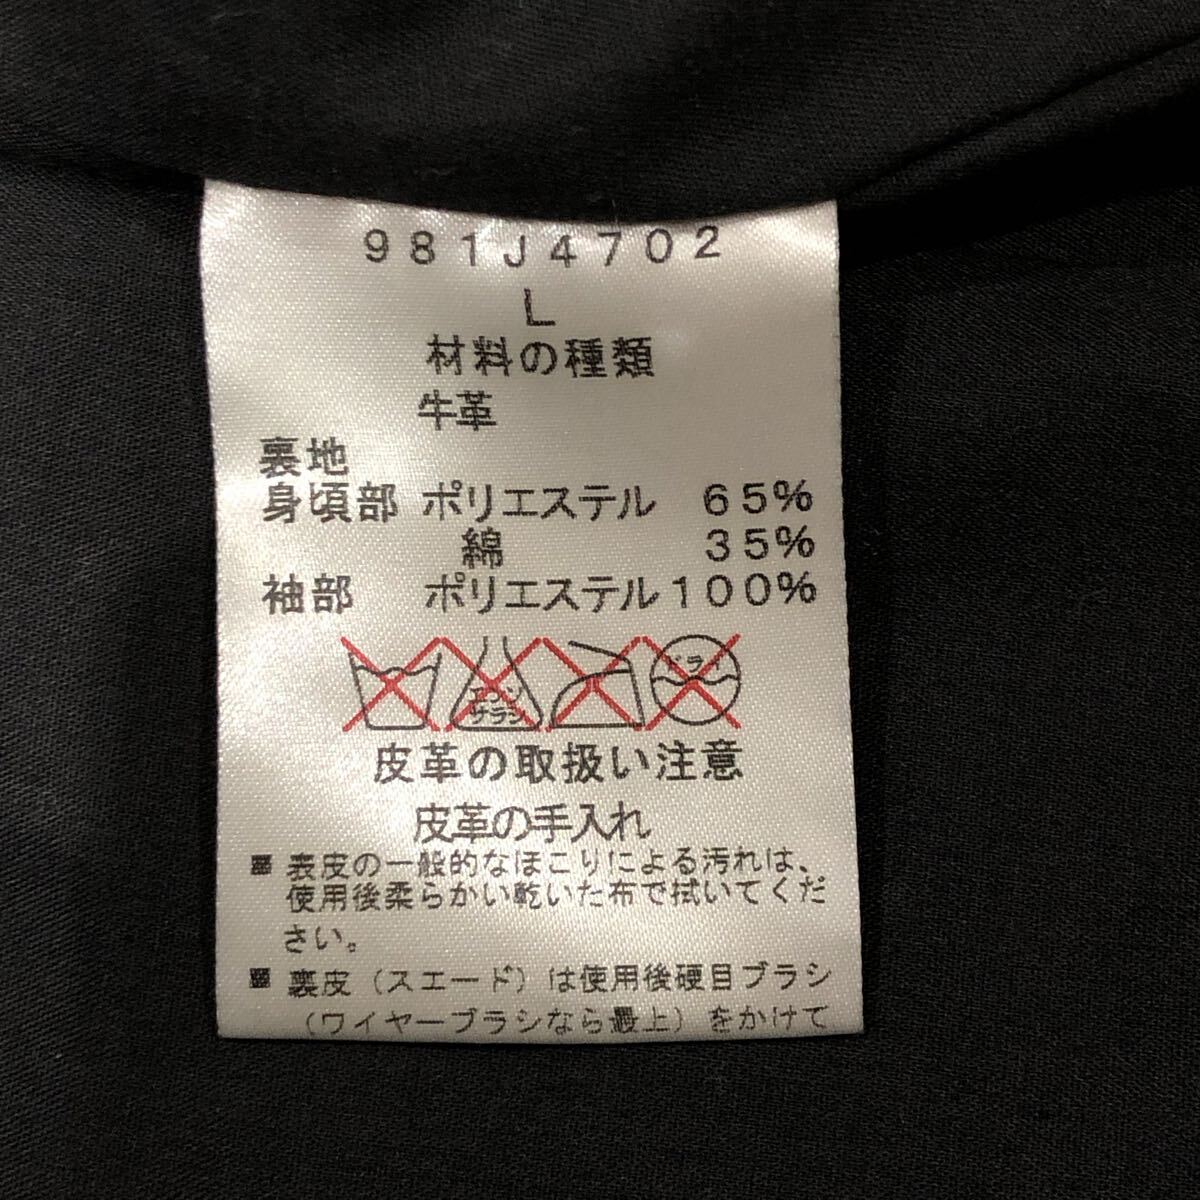 981J4702
L
材料の種類
牛革
裏地
身頃部 ポリエステル 65%
綿 35%
袖部 ポリエステル100%
エンソ サラシ ドライ
皮革の取扱い注意
皮革の手入れ
■ 表皮の一般的なほこりによる汚れは、
使用後柔らかい乾いた布で拭いてくだ
さい。
■ 裏皮（スエード）は使用後硬目ブラシ
（ワイヤーブラシなら最上）をかけて